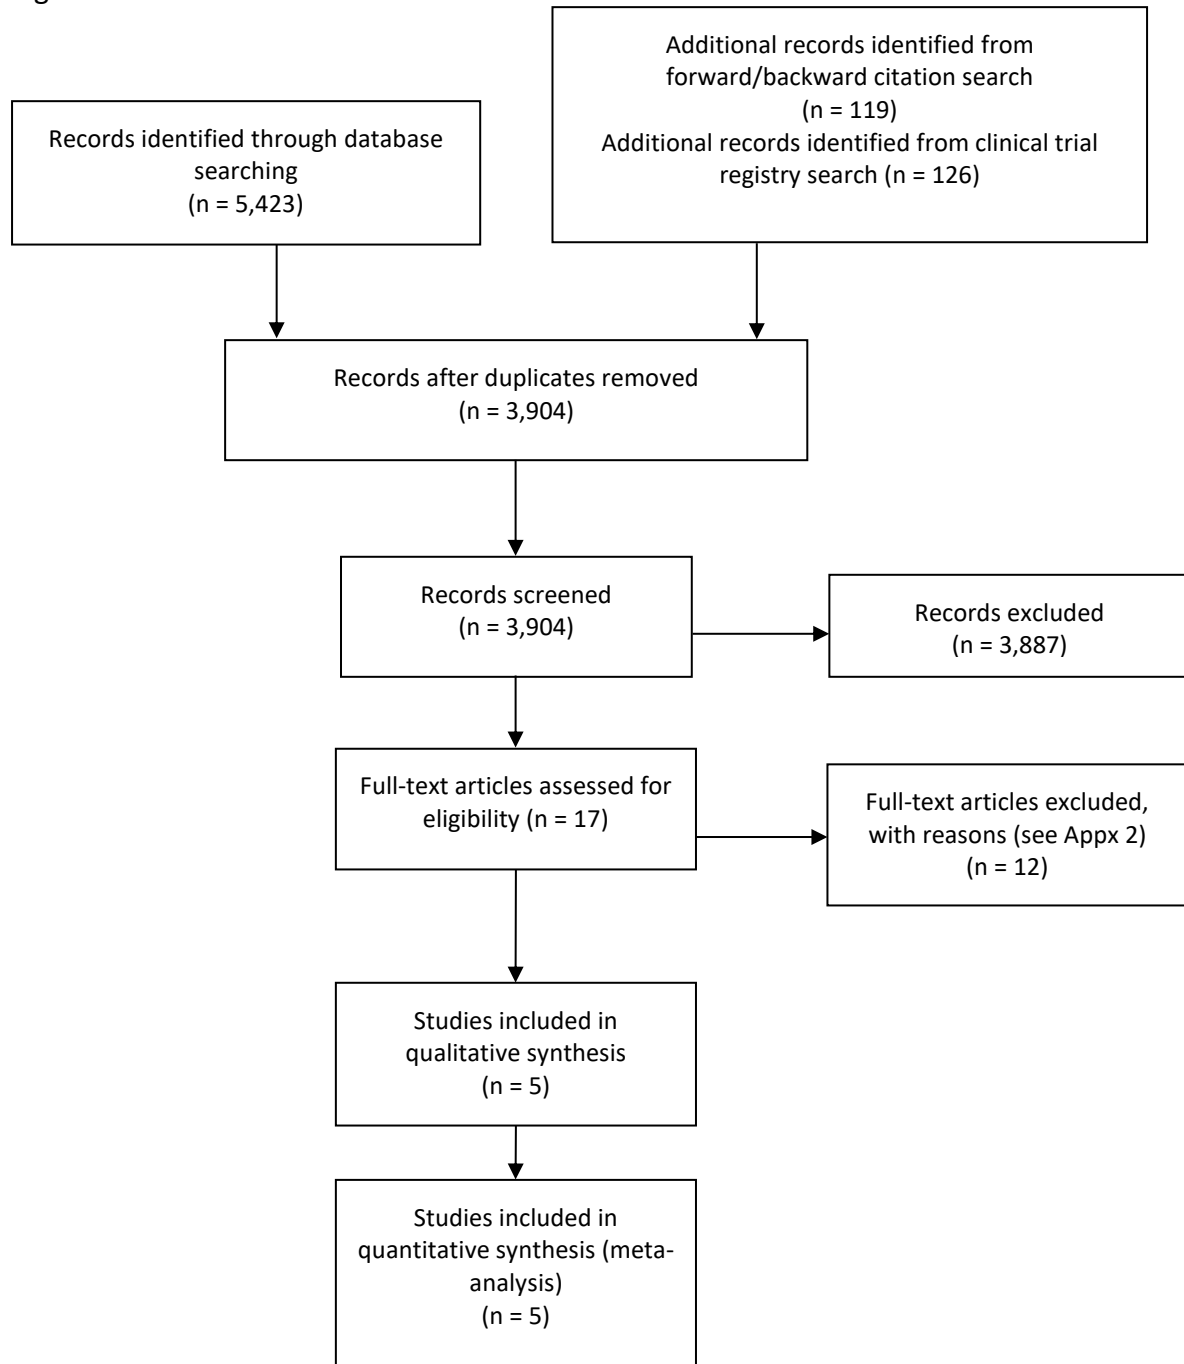 Additional records identified from
forward/backward citation search
(n = 119)
Additional records identified from clinical trial
registry search (n = 126)
Records identified through database
searching
(n = 5,423)
Records after duplicates removed
(n = 3,904)
Records screened
(n = 3,904)
Records excluded
(n = 3,887)
Full-text articles assessed for
eligibility (n = 17)
Full-text articles excluded,
with reasons (see Appx 2)
(n = 12)
Studies included in
qualitative synthesis
(n = 5)
Studies included in
quantitative synthesis (meta-
analysis)
(n = 5)